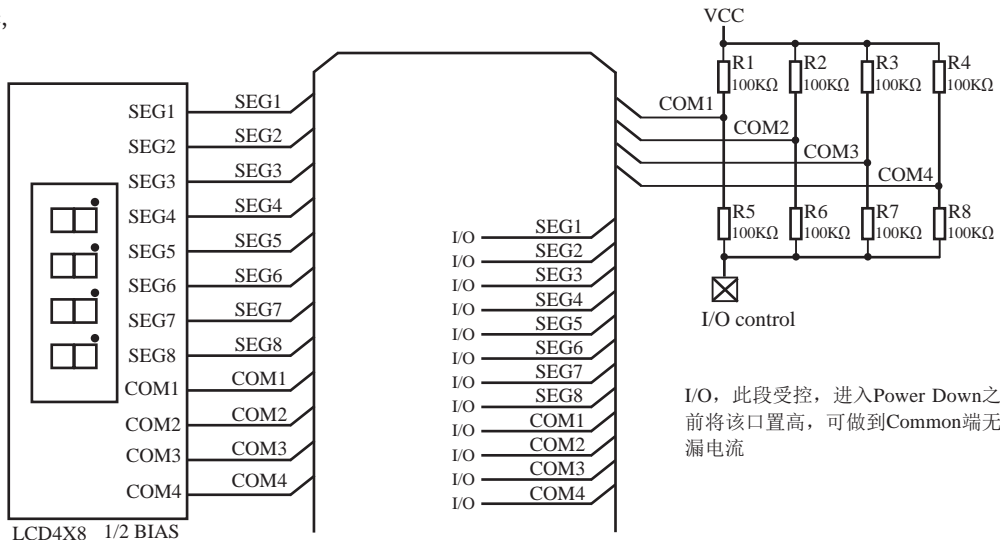 ,
VCC
R1
100KΩ
R2
100KΩ
R3
100KΩ
R4
100KΩ
COM1
COM2
COM3
COM4
R5
100KΩ
R6
100KΩ
R7
100KΩ
R8
100KΩ
I/O control
I/O，此段受控，进入Power Down之
前将该口置高，可做到Common端无
漏电流
SEG1 SEG1
SEG2 SEG2
SEG3 SEG3
SEG4 SEG4
SEG5 SEG5
SEG6 SEG6
SEG7 SEG7
SEG8 SEG8
COM1 COM1
COM2 COM2
COM3 COM3
COM4 COM4
LCD4X8 1/2 BIAS
I/O SEG1
I/O SEG2
I/O SEG3
I/O SEG4
I/O SEG5
I/O SEG6
I/O SEG7
I/O SEG8
I/O COM1
I/O COM2
I/O COM3
I/O COM4